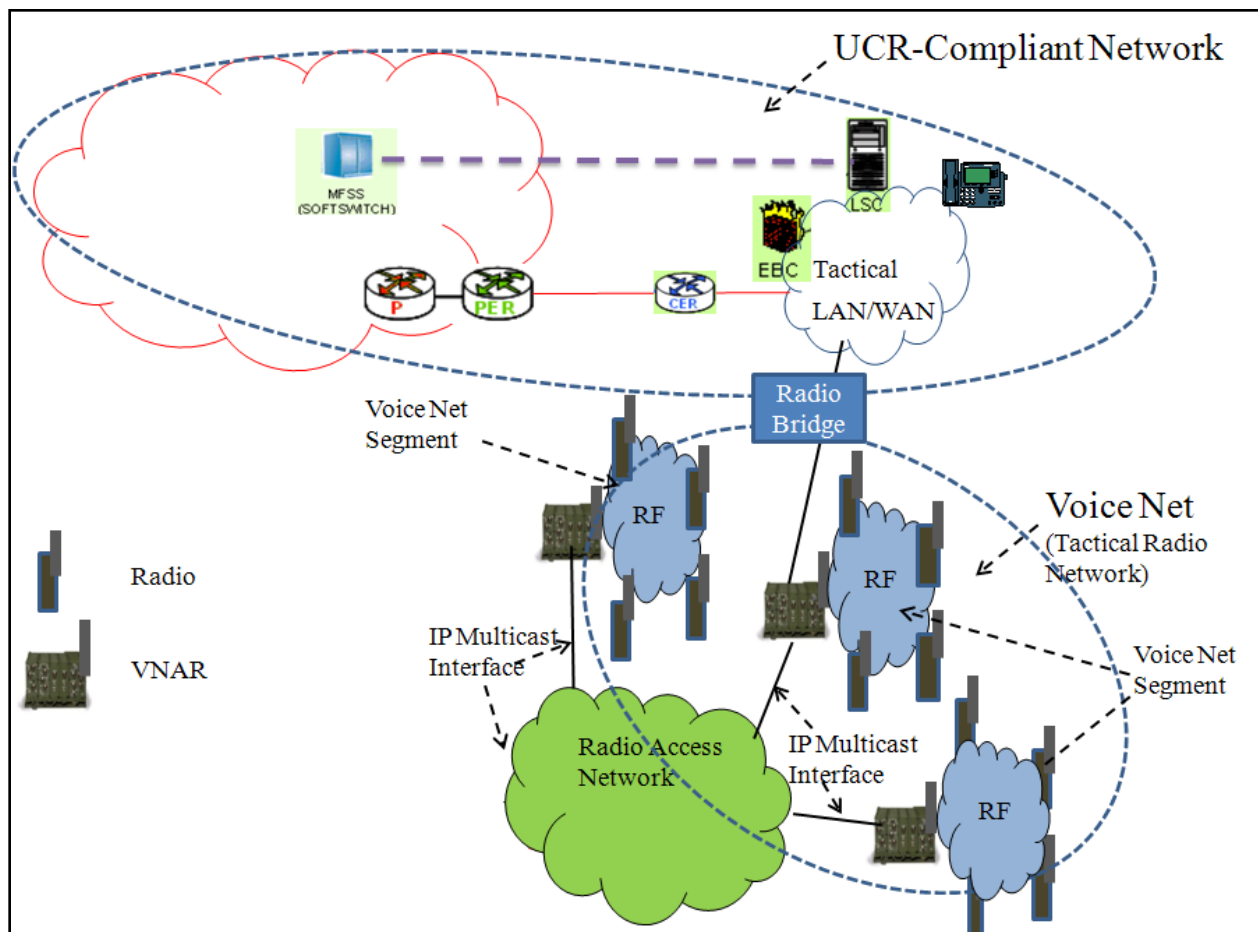 UCR-Compliant Network
MFSS
(SOFTSWITCH)
LSC
EBC
Tactical
LAN/WAN
P
PER
CER
Radio
Bridge
Voice Net
Segment
RF
RF
Voice Net
(Tactical Radio
Network)
Radio
VNAR
IP Multicast
Interface
Voice Net
Segment
Radio Access
Network
IP Multicast
Interface
RF